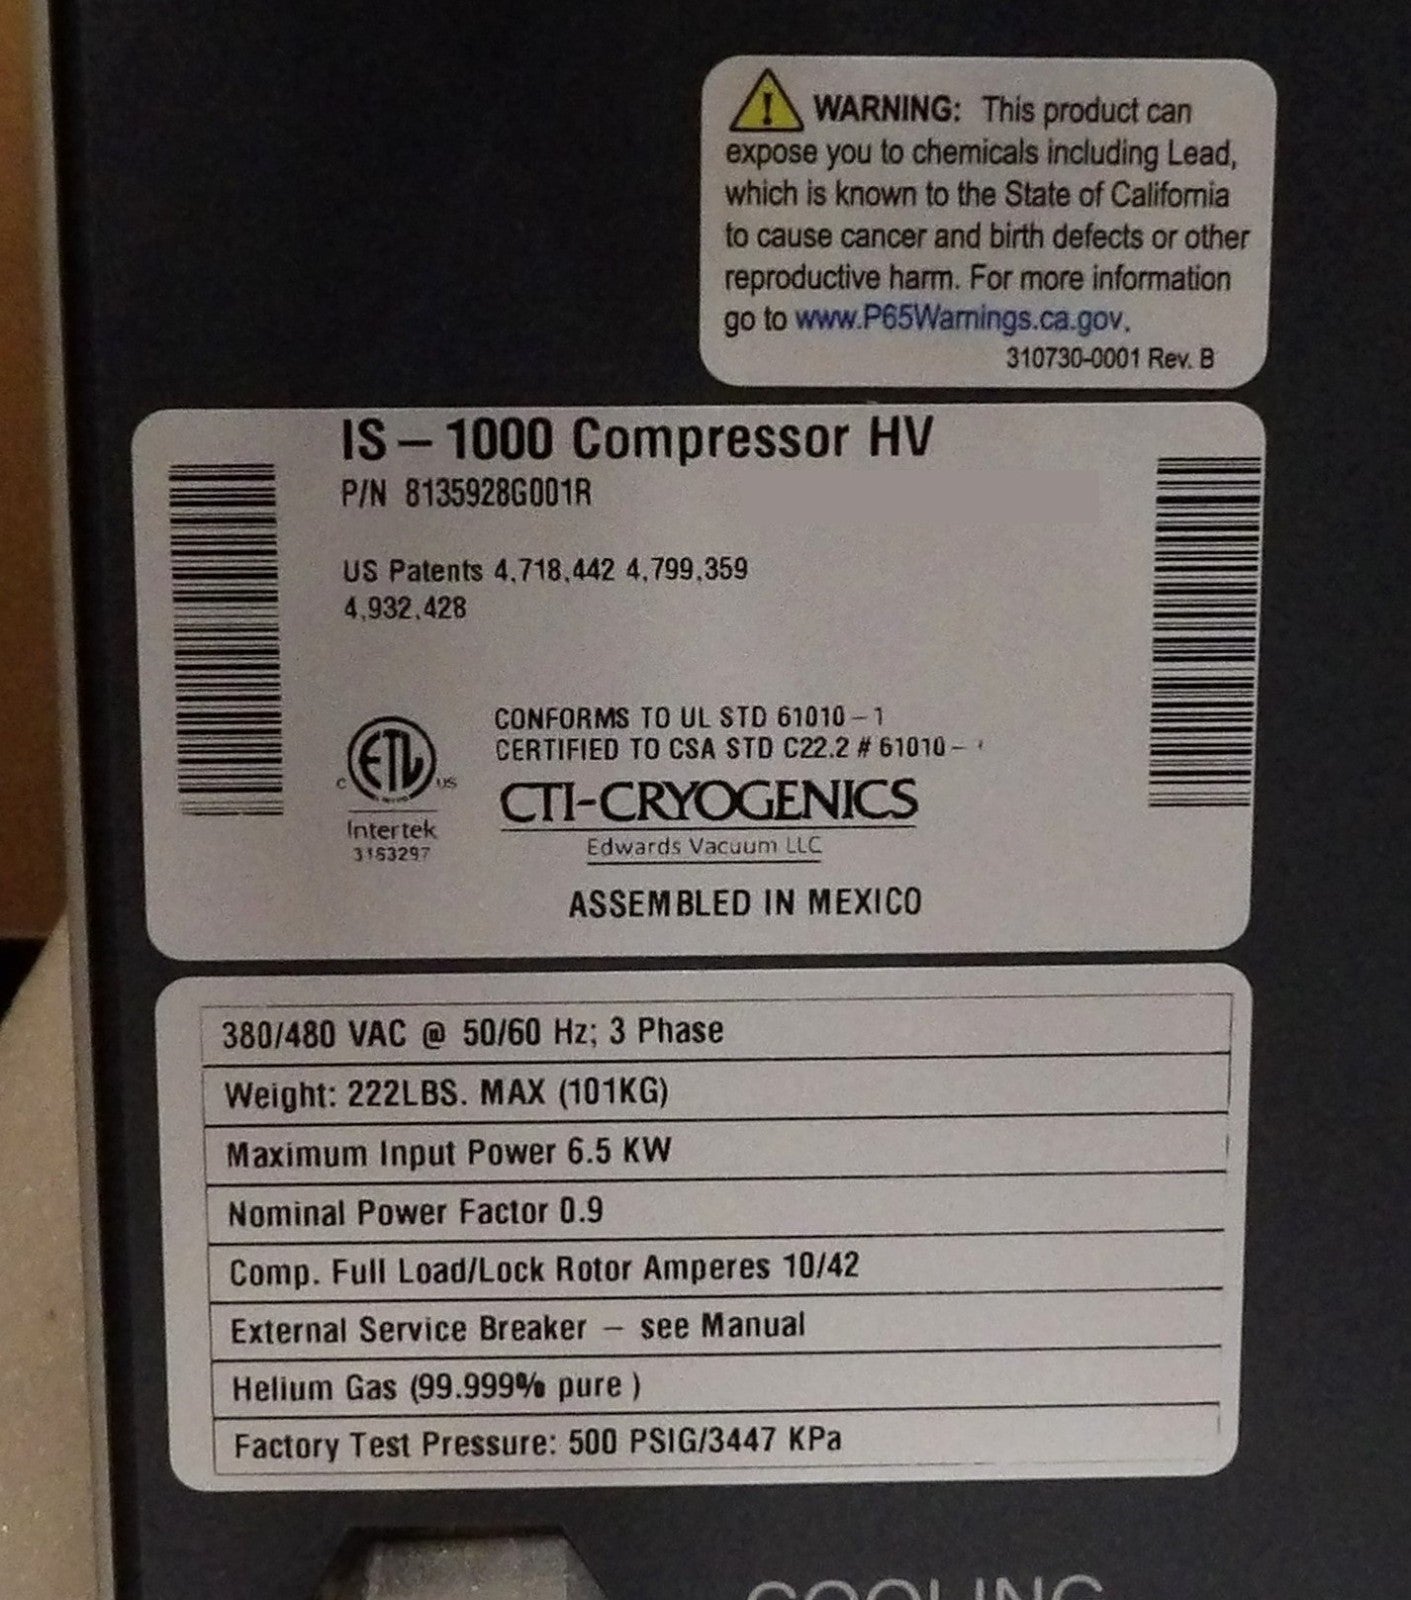 WARNING: This product can
expose you to chemicals including Lead,
which is known to the State of California
to cause cancer and birth defects or other
reproductive harm. For more information
go to www.P65Warnings.ca.gov.
310730-0001 Rev. B
IS – 1000 Compressor HV
P/N 8135928G001R
US Patents 4,718,442 4,799,359
4,932,428
CONFORMS TO UL STD 61010 – 1
CERTIFIED TO CSA STD C22.2 # 61010 –
ETL
C US
Intertek
3163297
CTI-CRYOGENICS
Edwards Vacuum LLC
ASSEMBLED IN MEXICO
380/480 VAC @ 50/60 Hz; 3 Phase
Weight: 222LBS. MAX (101KG)
Maximum Input Power 6.5 KW
Nominal Power Factor 0.9
Comp. Full Load/Lock Rotor Amperes 10/42
External Service Breaker – see Manual
Helium Gas (99.999% pure )
Factory Test Pressure: 500 PSIG/3447 KPa
COOLING